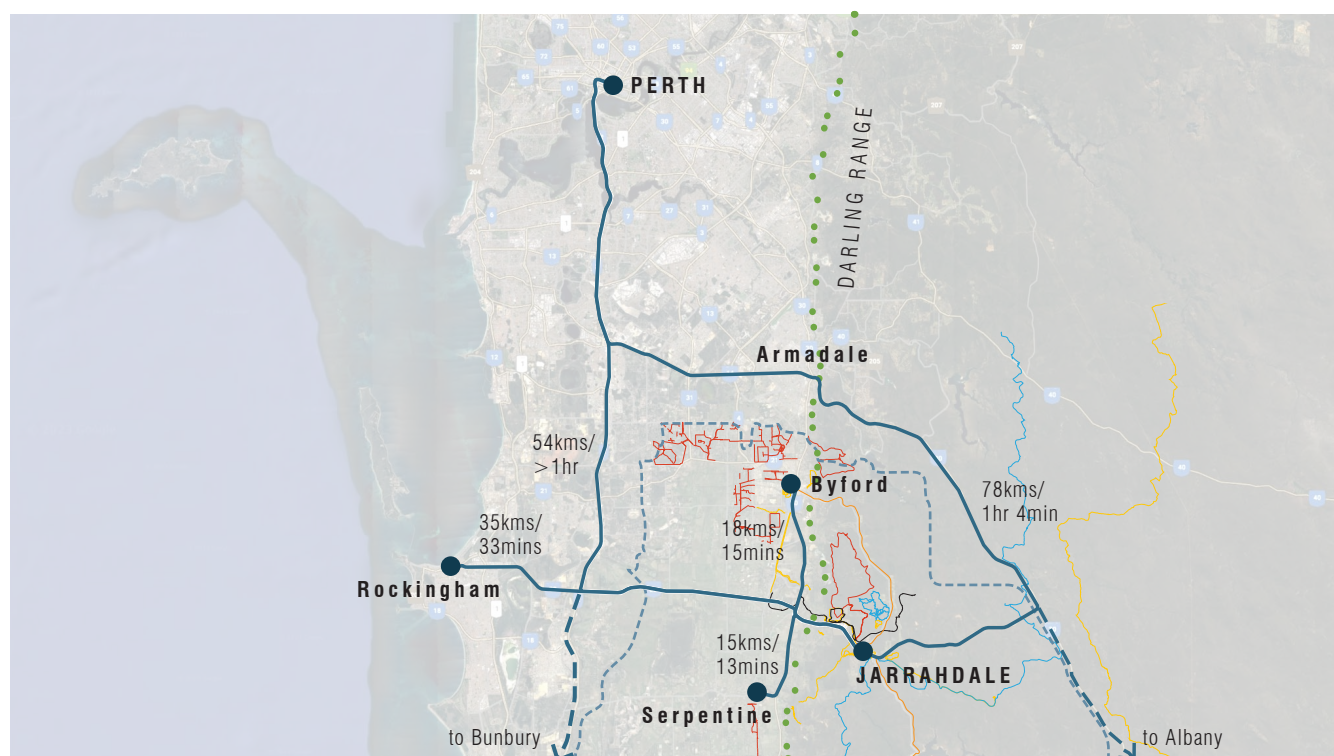 PERTH
DARLING RANGE
Armadale
54kms/
>1hr
Byford
78kms/
1hr 4min
35kms/
33mins
18kms/
15mins
Rockingham
15kms/
13mins
JARRAHDALE
Serpentine
to Bunbury
to Albany